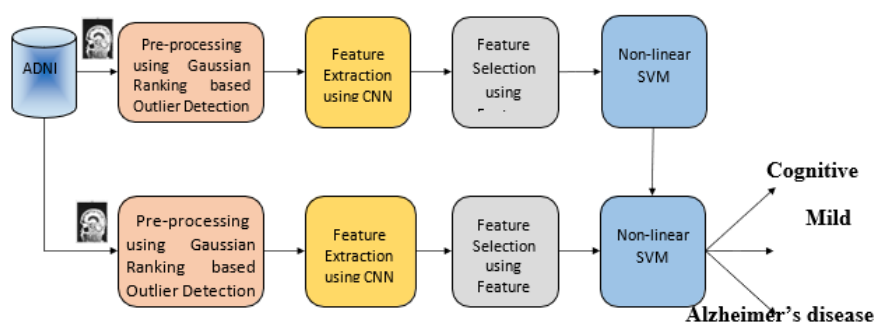 ADNI
Pre-processing
using Gaussian
Ranking based
Outlier Detection
Feature
Extraction
using CNN
Feature
Selection
using
Non-linear
SVM
Pre-processing
using Gaussian
Ranking based
Outlier Detection
Feature
Extraction
using CNN
Feature
Selection
using
Feature
Non-linear
SVM
Cognitive
Mild
Alzheimer’s disease